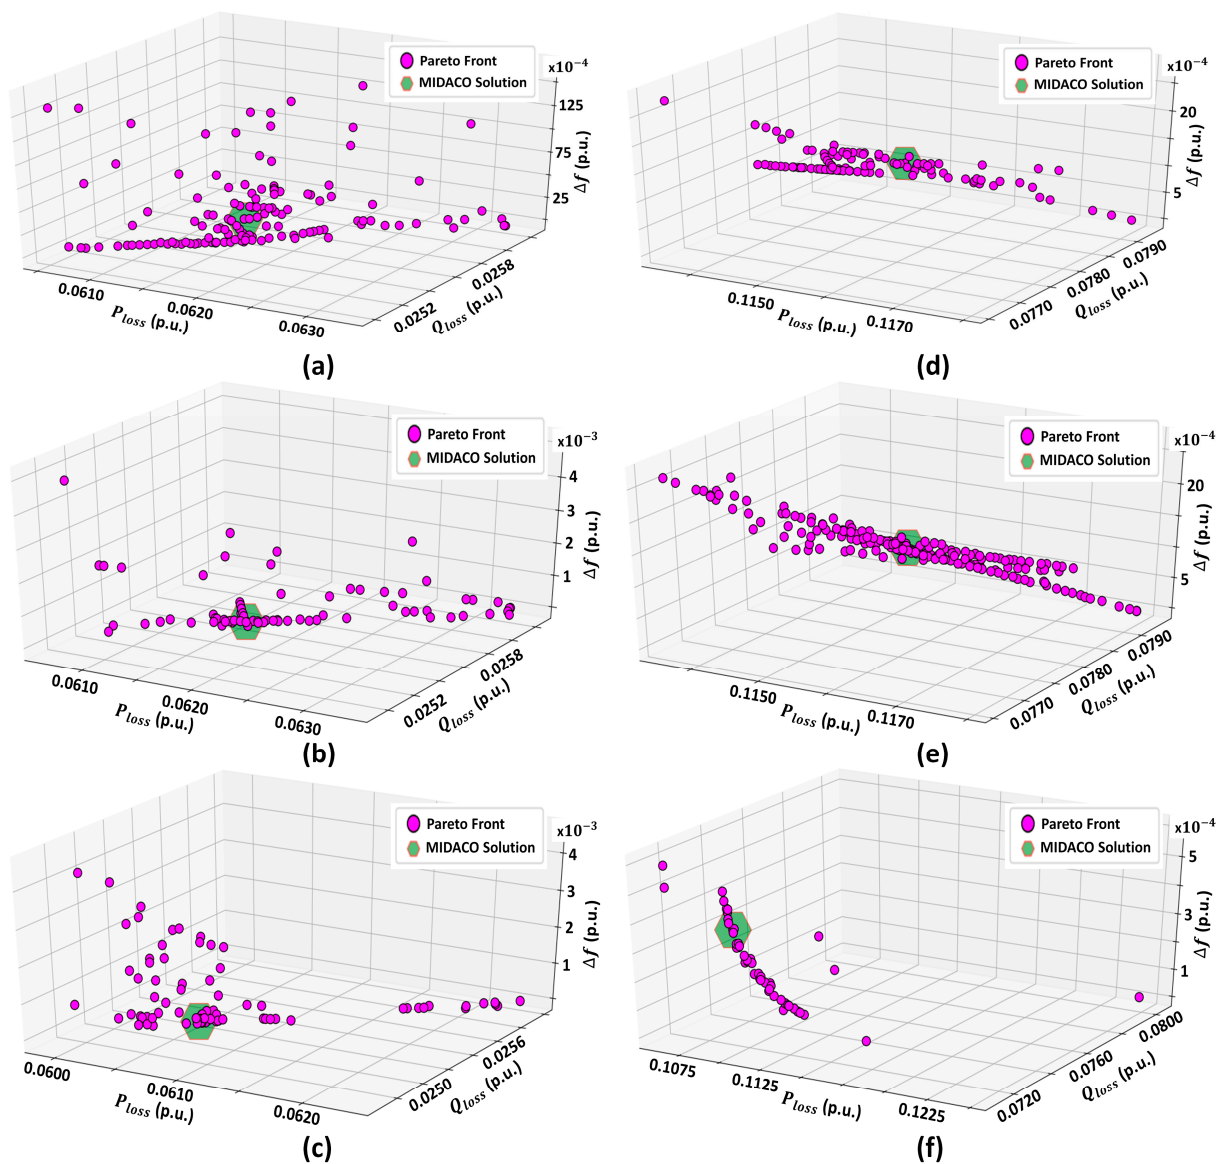 Pareto Front
MIDACO Solution
x10⁻⁴
125
75
25
Δf (p.u.)
0.0610
0.0620
0.0630
P_loss (p.u.)
0.0252
0.0258
Q_loss (p.u.)
(a)
Pareto Front
MIDACO Solution
x10⁻⁴
20
5
Δf (p.u.)
0.1150
0.1170
P_loss (p.u.)
0.0770
0.0780
0.0790
Q_loss (p.u.)
(d)
Pareto Front
MIDACO Solution
x10⁻³
4
3
2
1
Δf (p.u.)
0.0610
0.0620
0.0630
P_loss (p.u.)
0.0252
0.0258
Q_loss (p.u.)
(b)
Pareto Front
MIDACO Solution
x10⁻⁴
20
5
Δf (p.u.)
0.1150
0.1170
P_loss (p.u.)
0.0770
0.0780
0.0790
Q_loss (p.u.)
(e)
Pareto Front
MIDACO Solution
x10⁻³
4
3
2
1
Δf (p.u.)
0.0600
0.0610
0.0620
P_loss (p.u.)
0.0250
0.0256
Q_loss (p.u.)
(c)
Pareto Front
MIDACO Solution
x10⁻⁴
5
3
1
Δf (p.u.)
0.1075
0.1125
0.1225
P_loss (p.u.)
0.0720
0.0760
0.0800
Q_loss (p.u.)
(f)